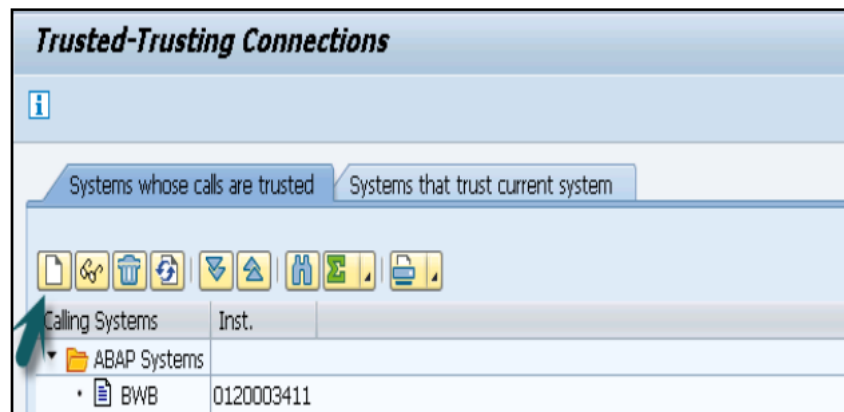 Trusted-Trusting Connections
Systems whose calls are trusted Systems that trust current system
Calling Systems Inst.
ABAP Systems
BWB 0120003411